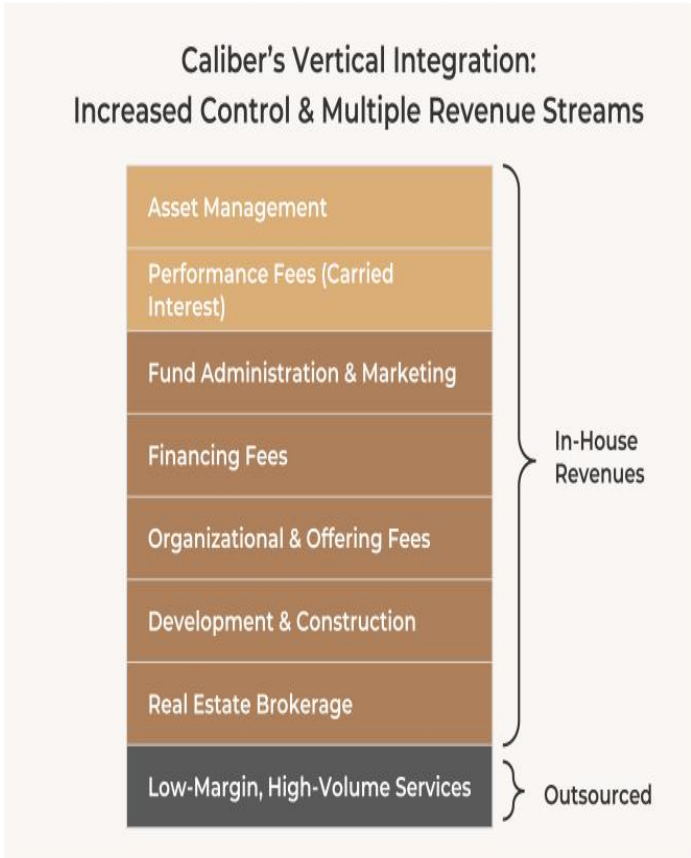 Caliber’s Vertical Integration:
Increased Control & Multiple Revenue Streams
Asset Management
Performance Fees (Carried
Interest)
Fund Administration & Marketing
Financing Fees
Organizational & Offering Fees
Development & Construction
Real Estate Brokerage
In-House
Revenues
Low-Margin, High-Volume Services
Outsourced